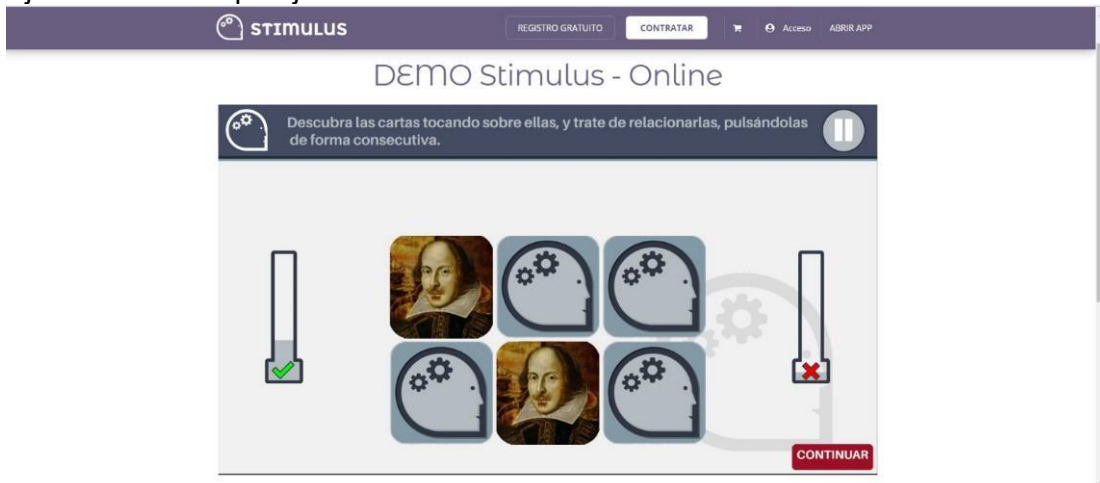 STIMULUS
REGISTRO GRATUITO
CONTRATAR
Acceso
ABRIR APP
DEMO Stimulus - Online
Descubra las cartas tocando sobre ellas, y trate de relacionarlas, pulsándolas
de forma consecutiva.
CONTINUAR